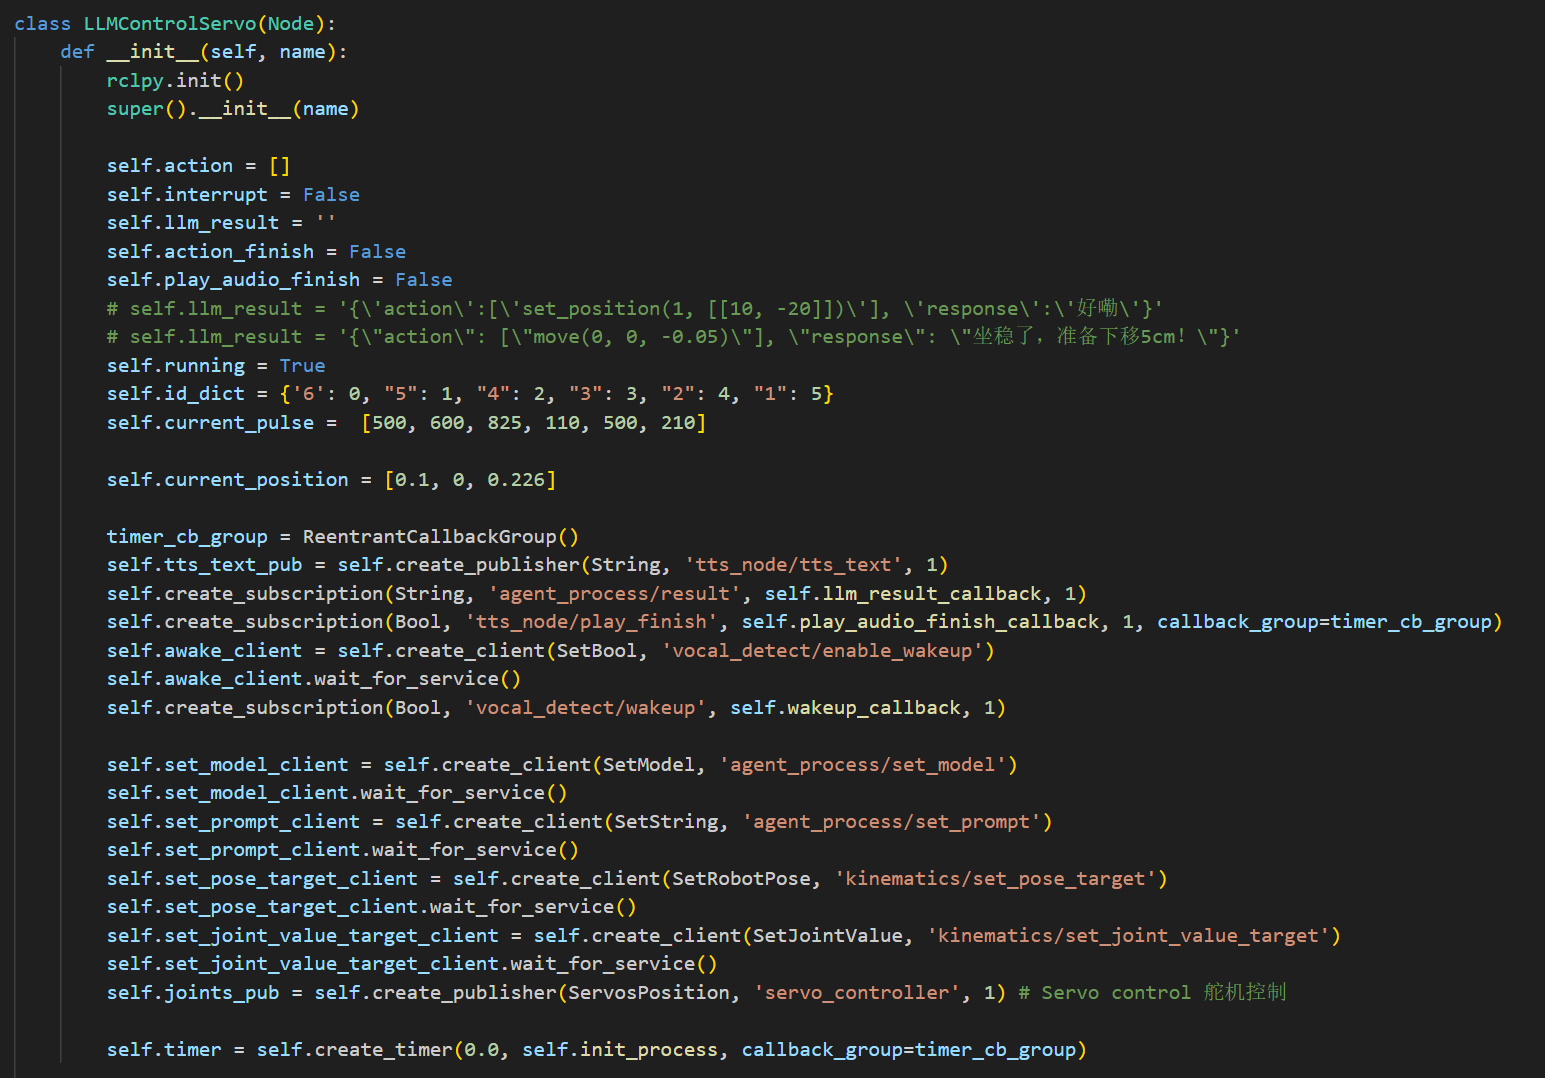 class LLMControlServo(Node):
    def __init__(self, name):
        rclpy.init()
        super().__init__(name)

        self.action = []
        self.interrupt = False
        self.llm_result = ''
        self.action_finish = False
        self.play_audio_finish = False
        # self.llm_result = '{\'action\':[\'set_position(1, [[10, -20]])\'], \'response\':\'好嘞\'}'
        # self.llm_result = '{\"action\": [\"move(0, 0, -0.05)\"], \"response\": \"坐稳了，准备下移5cm！\"}'
        self.running = True
        self.id_dict = {'6': 0, "5": 1, "4": 2, "3": 3, "2": 4, "1": 5}
        self.current_pulse =  [500, 600, 825, 110, 500, 210]

        self.current_position = [0.1, 0, 0.226]

        timer_cb_group = ReentrantCallbackGroup()
        self.tts_text_pub = self.create_publisher(String, 'tts_node/tts_text', 1)
        self.create_subscription(String, 'agent_process/result', self.llm_result_callback, 1)
        self.create_subscription(Bool, 'tts_node/play_finish', self.play_audio_finish_callback, 1, callback_group=timer_cb_group)
        self.awake_client = self.create_client(SetBool, 'vocal_detect/enable_wakeup')
        self.awake_client.wait_for_service()
        self.create_subscription(Bool, 'vocal_detect/wakeup', self.wakeup_callback, 1)

        self.set_model_client = self.create_client(SetModel, 'agent_process/set_model')
        self.set_model_client.wait_for_service()
        self.set_prompt_client = self.create_client(SetString, 'agent_process/set_prompt')
        self.set_prompt_client.wait_for_service()
        self.set_pose_target_client = self.create_client(SetRobotPose, 'kinematics/set_pose_target')
        self.set_pose_target_client.wait_for_service()
        self.set_joint_value_target_client = self.create_client(SetJointValue, 'kinematics/set_joint_value_target')
        self.set_joint_value_target_client.wait_for_service()
        self.joints_pub = self.create_publisher(ServosPosition, 'servo_controller', 1) # Servo control 舵机控制

        self.timer = self.create_timer(0.0, self.init_process, callback_group=timer_cb_group)